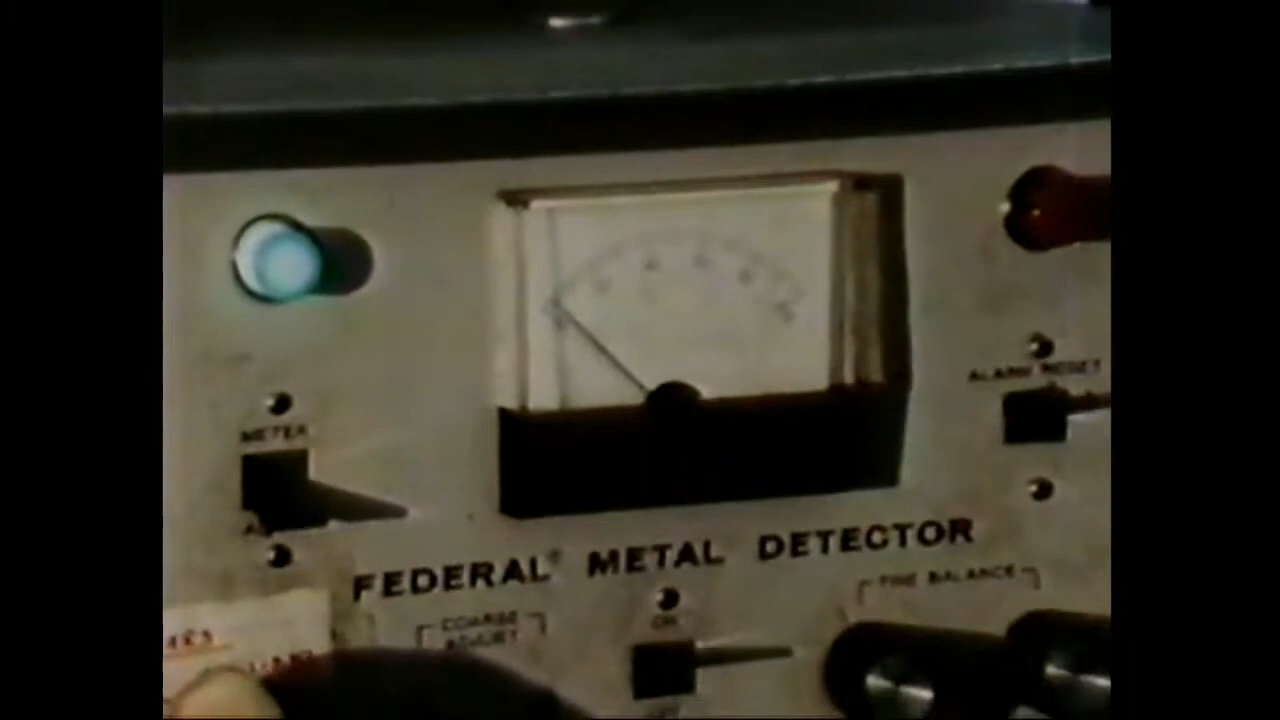 ALARM RESET
METER
FEDERAL® METAL DETECTOR
FINE BALANCE
ON
COARSE
ADJUST